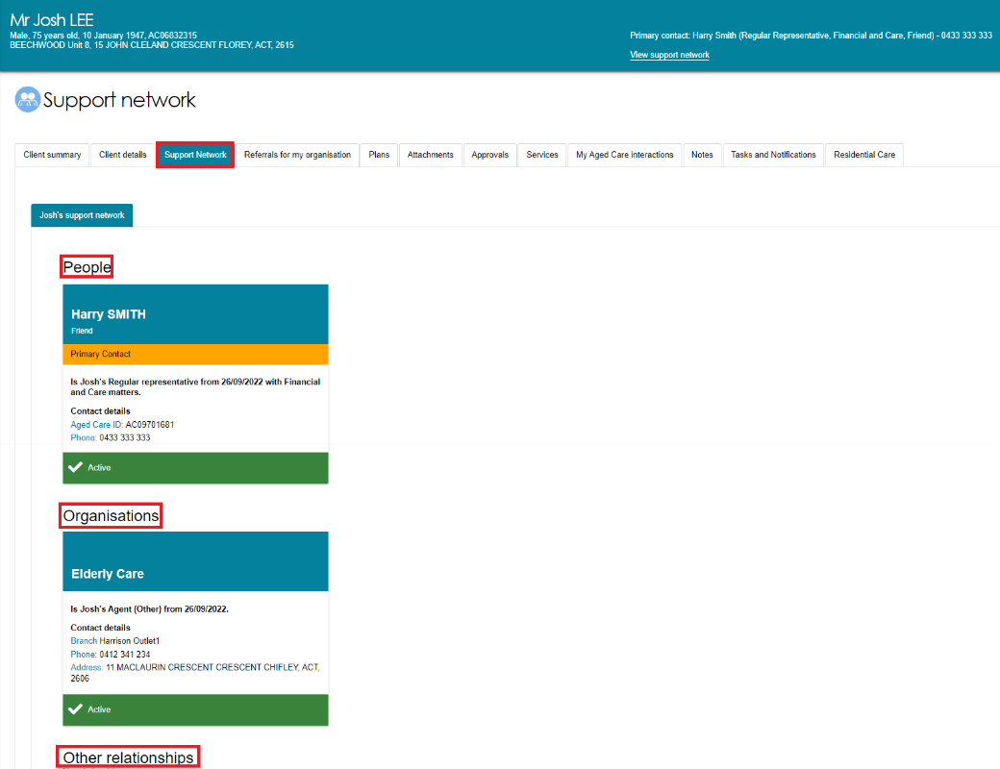 Mr Josh LEE
Male, 75 years old, 10 January 1947, AC06832315
BEECHWOOD Unit 8, 15 JOHN CLELAND CRESCENT FLOREY, ACT, 2615
Primary contact: Harry Smith (Regular Representative, Financial and Care, Friend) - 0433 333 333
View support network
Support network
Client summary
Client details
Support Network
Referrals for my organisation
Plans
Attachments
Approvals
Services
My Aged Care interactions
Notes
Tasks and Notifications
Residential Care
Josh's support network
People
Harry SMITH
Friend
Primary Contact
Is Josh's Regular representative from 26/09/2022 with Financial
and Care matters.
Contact details
Aged Care ID: AC09701681
Phone: 0433 333 333
Active
Organisations
Elderly Care
Is Josh's Agent (Other) from 26/09/2022.
Contact details
Branch Harrison Outlet1
Phone: 0412 341 234
Address: 11 MACLAURIN CRESCENT CRESCENT CHIFLEY, ACT,
2606
Active
Other relationships